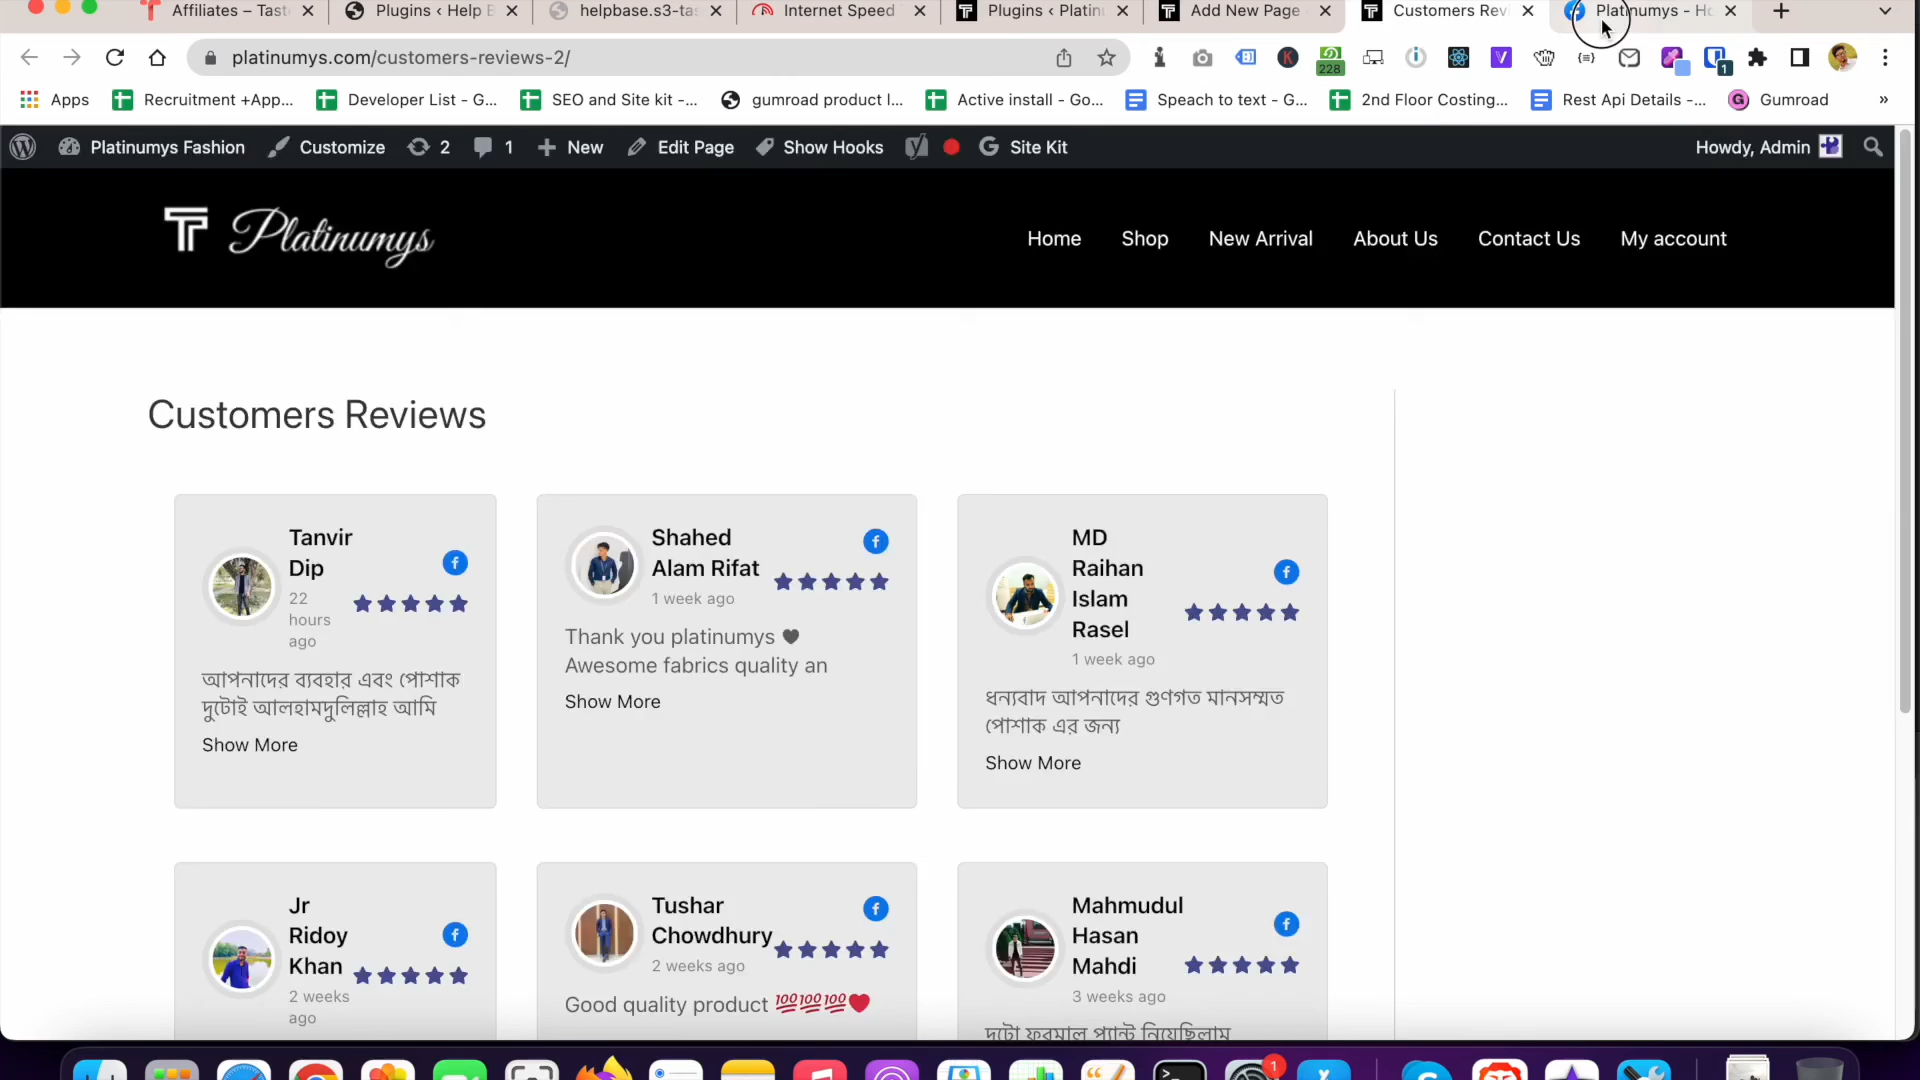 Affiliates – Tast
Plugins ‹ Help B
helpbase.s3-tas
Internet Speed
Plugins ‹ Platin
Add New Page
Customers Revi
Platinumys - Ho
platinumys.com/customers-reviews-2/
228
1
Apps
Recruitment +App...
Developer List - G...
SEO and Site kit -...
gumroad product l...
Active install - Go...
Speach to text - G...
2nd Floor Costing...
Rest Api Details -...
Gumroad
»
Platinumys Fashion
Customize
2
1
New
Edit Page
Show Hooks
Site Kit
Howdy, Admin
Platinumys
Home
Shop
New Arrival
About Us
Contact Us
My account
Customers Reviews
Tanvir
Dip
22
hours
ago
আপনাদের ব্যবহার এবং পোশাক
দুটোই আলহামদুলিল্লাহ আমি
Show More
Shahed
Alam Rifat
1 week ago
Thank you platinumys 🖤
Awesome fabrics quality an
Show More
MD
Raihan
Islam
Rasel
1 week ago
ধন্যবাদ আপনাদের গুণগত মানসম্মত
পোশাক এর জন্য
Show More
Jr
Ridoy
Khan
2 weeks
ago
Tushar
Chowdhury
2 weeks ago
Good quality product 💯💯💯❤️
Mahmudul
Hasan
Mahdi
3 weeks ago
দুটো ফরমাল প্যান্ট নিয়েছিলাম
1